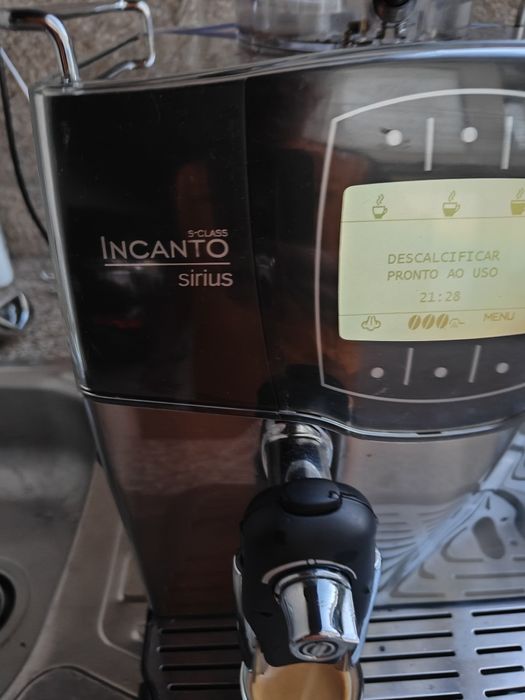 S-CLASS
INCANTO
sirius
DESCALCIFICAR
PRONTO AO USO
21:28
MENU